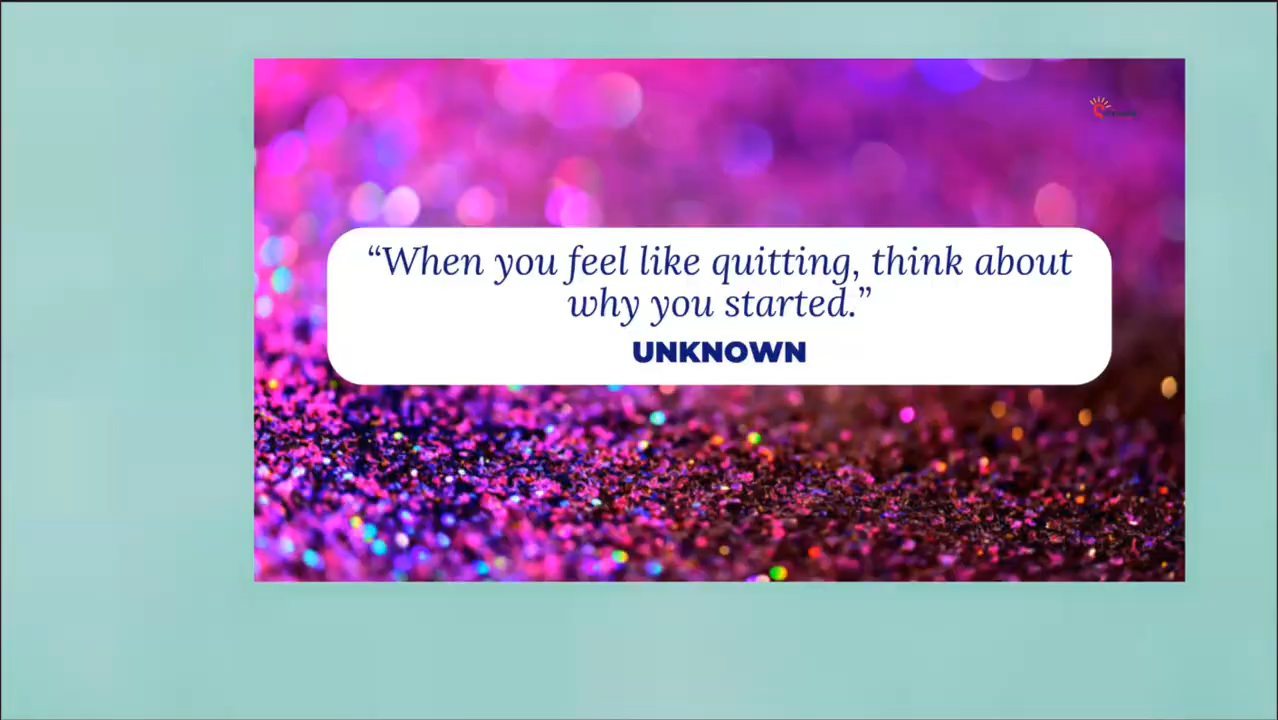 “When you feel like quitting, think about
why you started.”
UNKNOWN